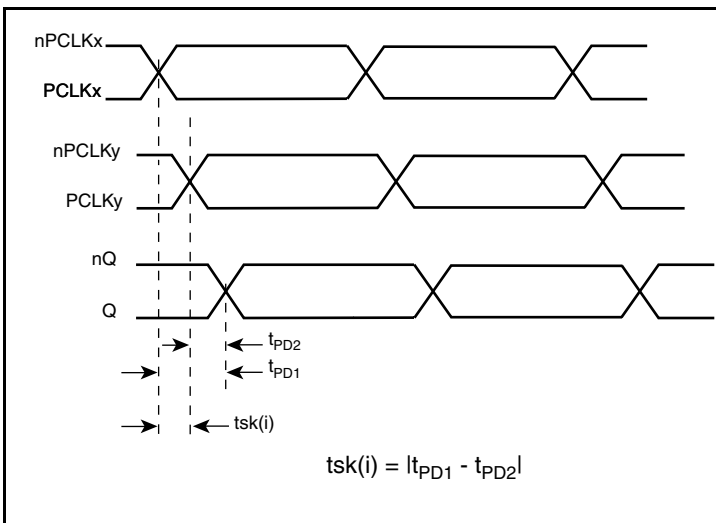 nPCLKx
PCLKx
nPCLKy
PCLKy
nQ
Q
tPD2
tPD1
tsk(i)
tsk(i) = |tPD1 - tPD2|